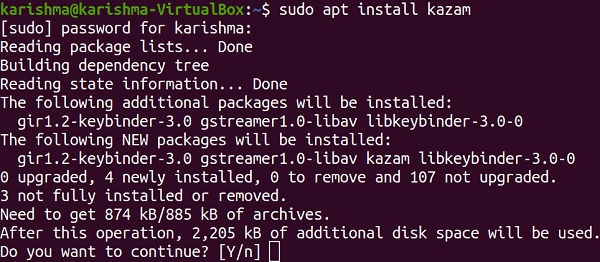 karishma@karishma-VirtualBox:~$ sudo apt install kazam
[sudo] password for karishma:
Reading package lists... Done
Building dependency tree
Reading state information... Done
The following additional packages will be installed:
  gir1.2-keybinder-3.0 gstreamer1.0-libav libkeybinder-3.0-0
The following NEW packages will be installed:
  gir1.2-keybinder-3.0 gstreamer1.0-libav kazam libkeybinder-3.0-0
0 upgraded, 4 newly installed, 0 to remove and 107 not upgraded.
3 not fully installed or removed.
Need to get 874 kB/885 kB of archives.
After this operation, 2,205 kB of additional disk space will be used.
Do you want to continue? [Y/n]